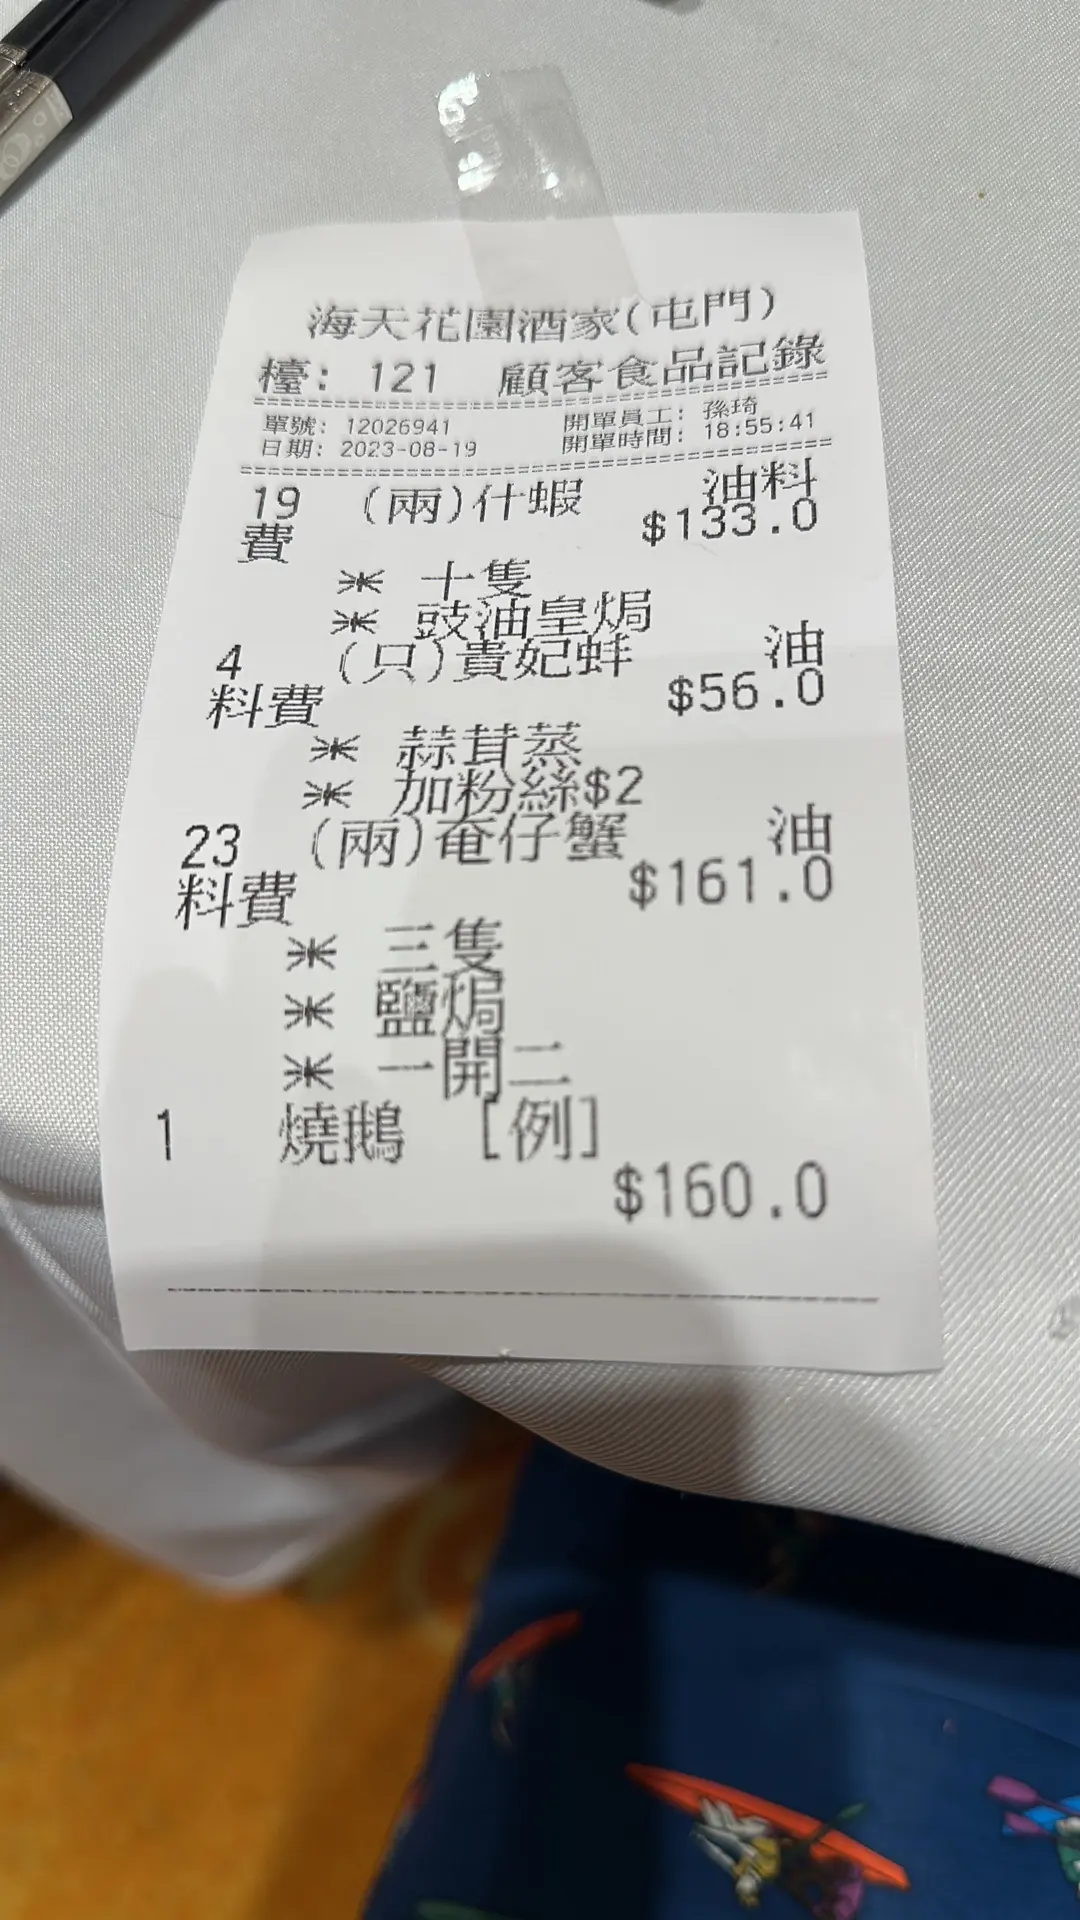 海天花園酒家(屯門)
檯: 121 顧客食品記錄
單號: 12026941 開單員工: 孫琦
日期: 2023-08-19 開單時間: 18:55:41
19 (兩)什蝦 油料
費 $133.0
* 十隻
* 豉油皇焗
4 (只)貴妃蚌 油
料費 $56.0
* 蒜茸蒸
* 加粉絲$2
23 (兩)奄仔蟹 油
料費 $161.0
* 三隻
* 鹽焗
* 一開二
1 燒鵝 [例]
$160.0